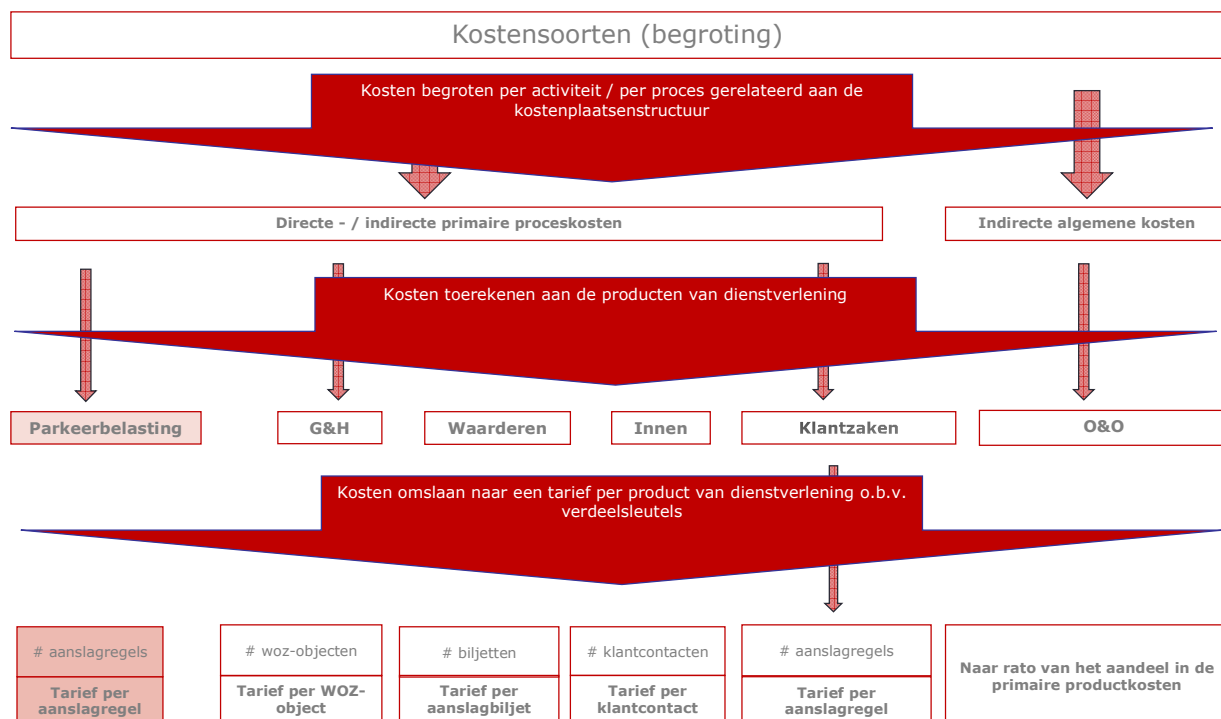 Kostensoorten (begroting)
Kosten begroten per activiteit / per proces gerelateerd aan de
kostenplaatsenstructuur
Directe - / indirecte primaire proceskosten
Indirecte algemene kosten
Kosten toerekenen aan de producten van dienstverlening
Parkeerbelasting
G&H
Waarderen
Innen
Klantzaken
O&O
Kosten omslaan naar een tarief per product van dienstverlening o.b.v.
verdeelsleutels
# aanslagregels
Tarief per
aanslagregel
# woz-objecten
Tarief per WOZ-
object
# biljetten
Tarief per
aanslagbiljet
# klantcontacten
Tarief per
klantcontact
# aanslagregels
Tarief per
aanslagregel
Naar rato van het aandeel in de
primaire productkosten